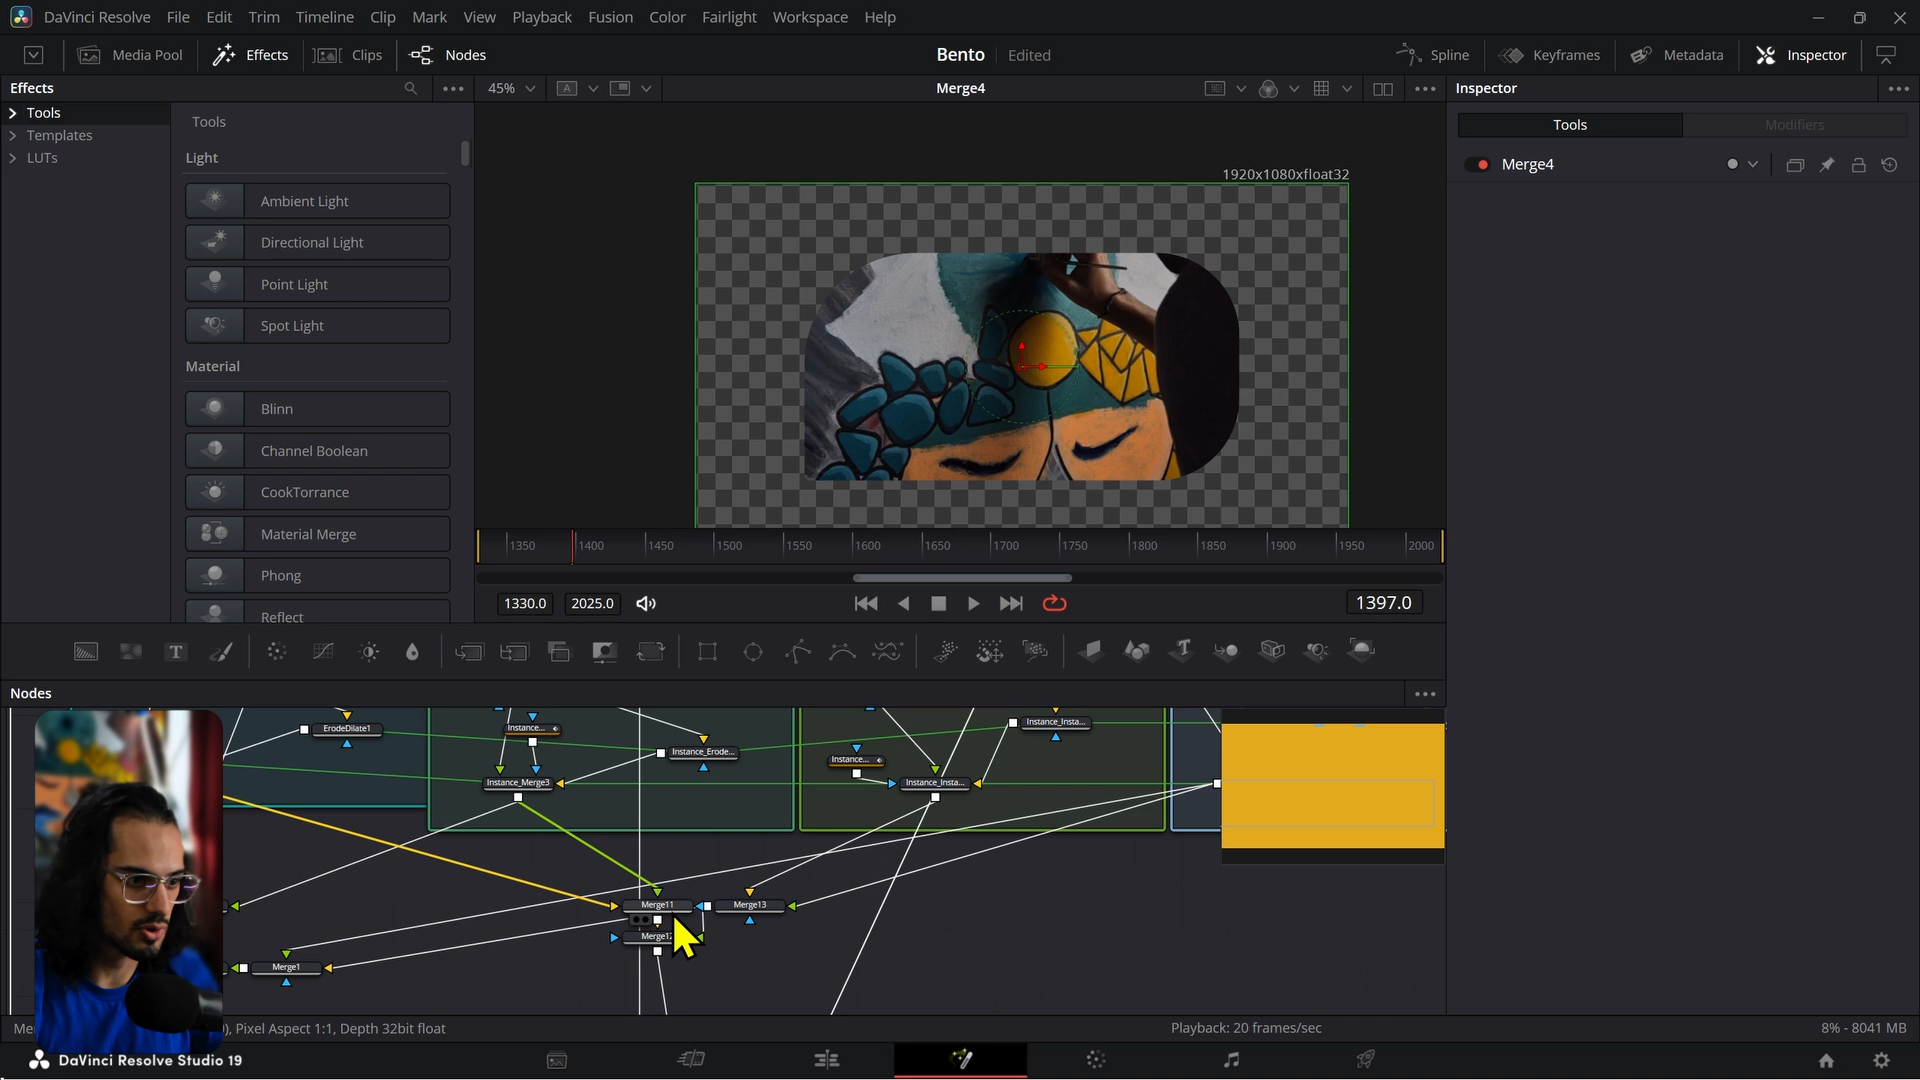 DaVinci Resolve File Edit Trim Timeline Clip Mark View Playback Fusion Color Fairlight Workspace Help
Media Pool Effects Clips Nodes Bento Edited Spline Keyframes Metadata Inspector
Effects 45% A Merge4 Inspector
Tools
Templates
LUTs
Tools
Light
Ambient Light
Directional Light
Point Light
Spot Light
Material
Blinn
Channel Boolean
CookTorrance
Material Merge
Phong
Reflect
1920x1080xfloat32
Tools Modifiers
Merge4
1350 1400 1450 1500 1550 1600 1650 1700 1750 1800 1850 1900 1950 2000
1330.0 2025.0 1397.0
T T
Nodes
ErodeDilate1
Instance...
Instance_Erode...
Instance_Merge3
Instance...
Instance_Insta...
Instance_Insta...
Merge11 Merge13
Merge12
Merge1
Pixel Aspect 1:1, Depth 32bit float Playback: 20 frames/sec 8% - 8041 MB
DaVinci Resolve Studio 19